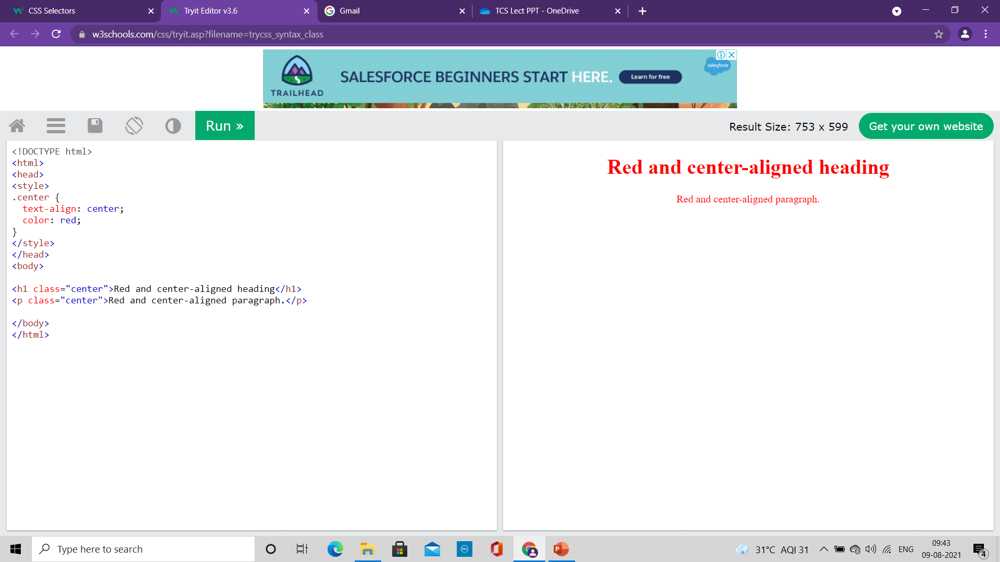 CSS Selectors
Tryit Editor v3.6
Gmail
TCS Lect PPT - OneDrive
w3schools.com/css/tryit.asp?filename=trycss_syntax_class
TRAILHEAD
SALESFORCE BEGINNERS START HERE.
Learn for free
salesforce
Run »
Result Size: 753 x 599
Get your own website
<!DOCTYPE html>
<html>
<head>
<style>
.center {
  text-align: center;
  color: red;
}
</style>
</head>
<body>
<h1 class="center">Red and center-aligned heading</h1>
<p class="center">Red and center-aligned paragraph.</p>
</body>
</html>
Red and center-aligned heading
Red and center-aligned paragraph.
Type here to search
DELL
31°C AQI 31
ENG
09:43
09-08-2021
4